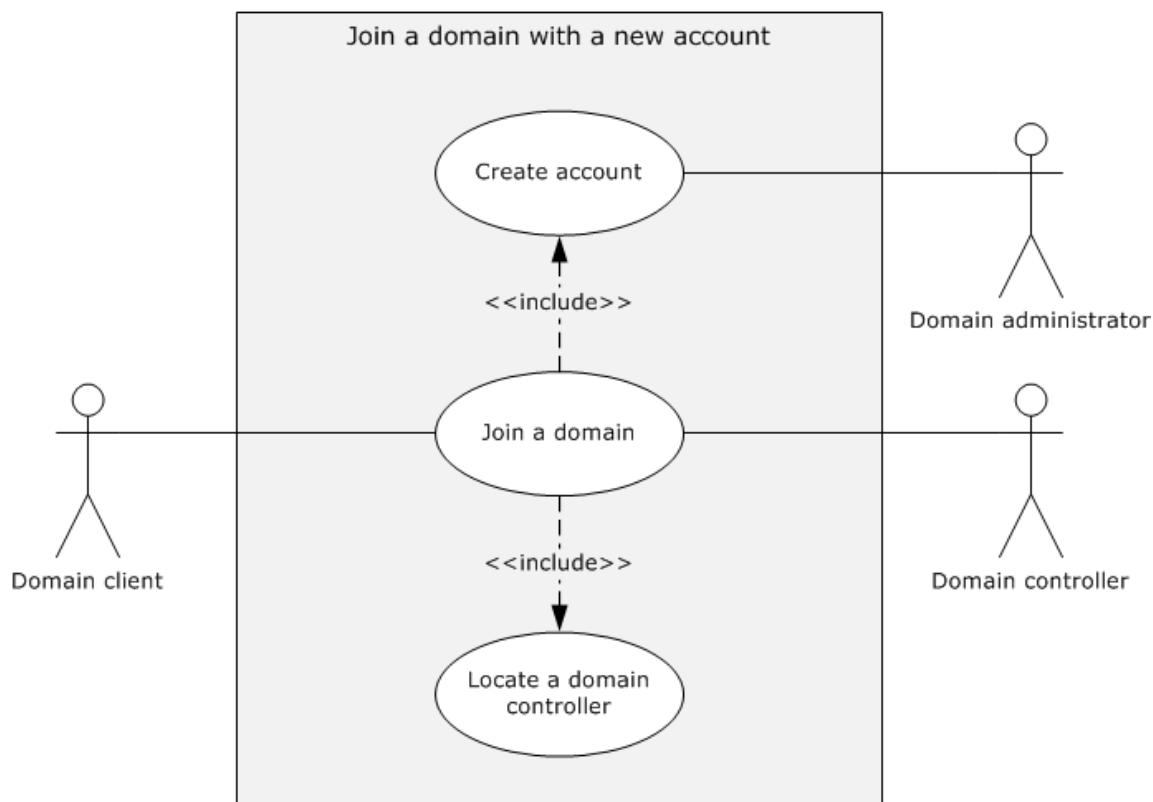 Join a domain with a new account
Create account
<<include>>
Domain administrator
Join a domain
<<include>>
Domain client
Domain controller
Locate a domain
controller